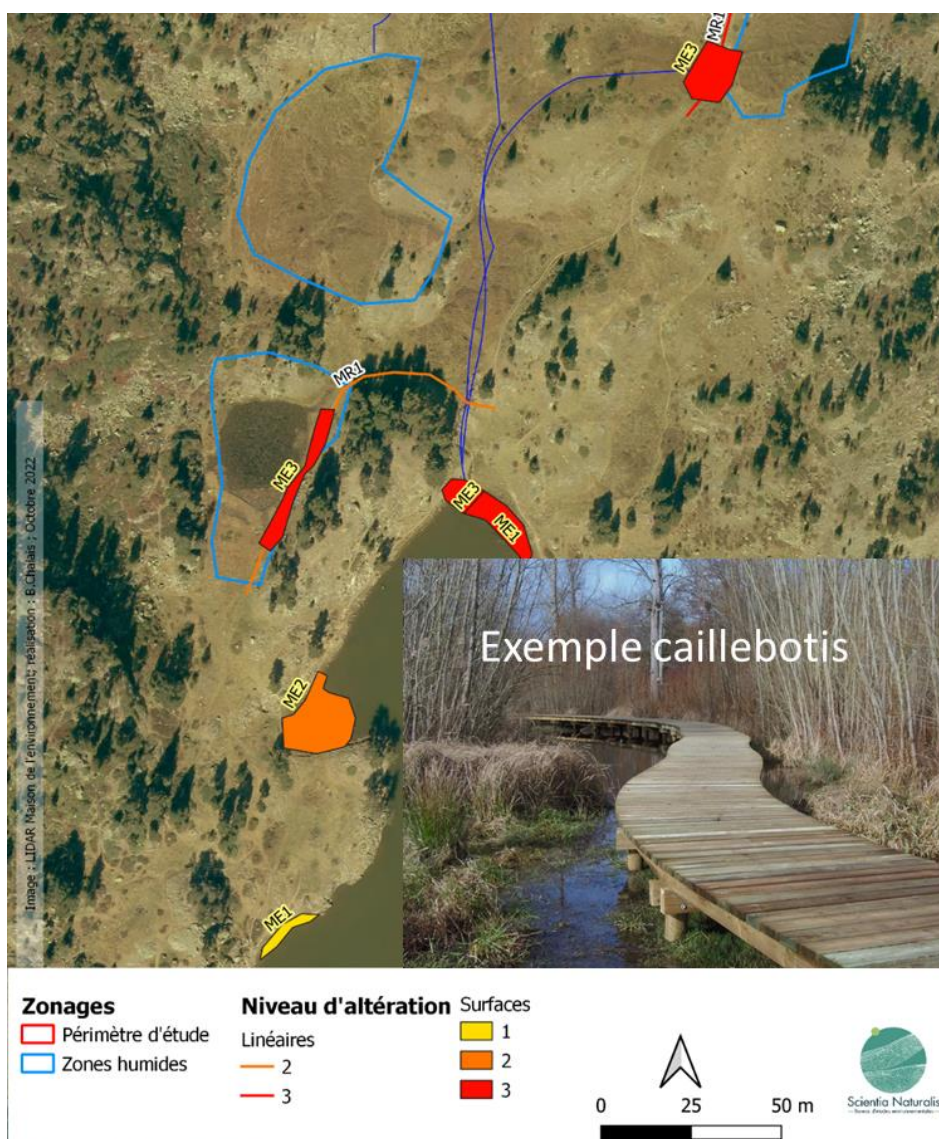 ME3
MR1
MR1
ME3
ME3
ME1
ME2
ME1
Exemple caillebotis
Image : LIDAR Maison de l'environnement; réalisation : B.Chalais ; Octobre 2022
Zonages
Périmètre d'étude
Zones humides
Niveau d'altération
Linéaires
2
3
Surfaces
1
2
3
0 25 50 m
Scientia Naturalis